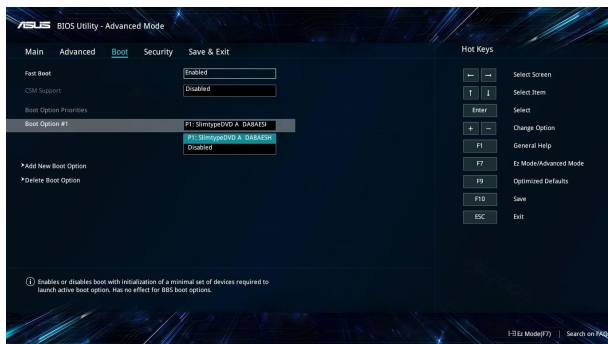 ASUS BIOS Utility - Advanced Mode
Main Advanced Boot Security Save & Exit
Hot Keys
Fast Boot Enabled
CSM Support Disabled
Boot Option Priorities
Boot Option #1 P1: SlimtypeDVD A DA8AESI
P1: SlimtypeDVD A DA8AESH
Disabled
>Add New Boot Option
>Delete Boot Option
← → Select Screen
↑ ↓ Select Item
Enter Select
+ − Change Option
F1 General Help
F7 Ez Mode/Advanced Mode
F9 Optimized Defaults
F10 Save
ESC Exit
Enables or disables boot with initialization of a minimal set of devices required to
launch active boot option. Has no effect for BBS boot options.
Ez Mode(F7) | Search on FAQ